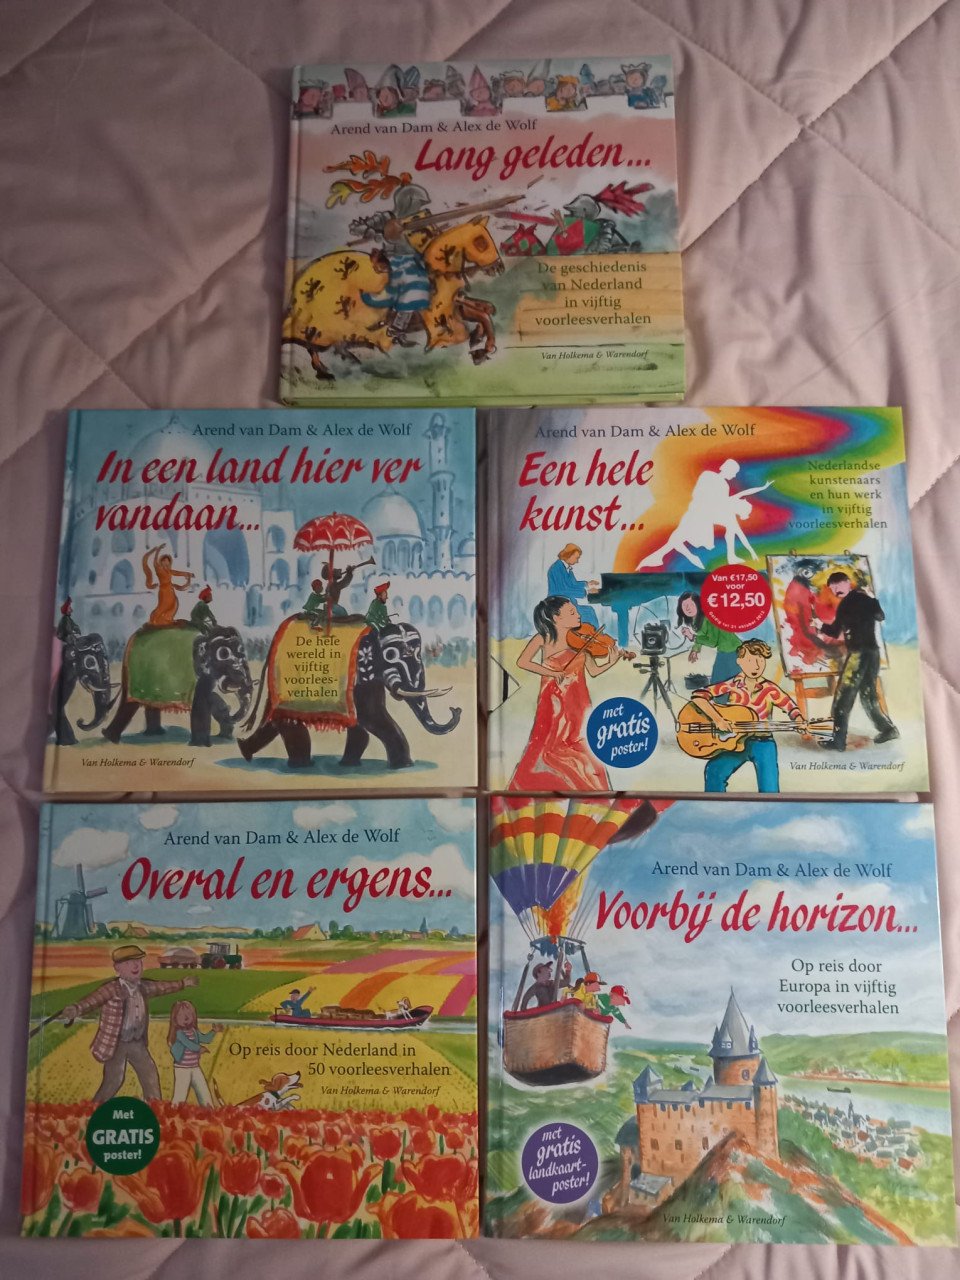 Arend van Dam & Alex de Wolf
Lang geleden...
De geschiedenis
van Nederland
in vijftig
voorleesverhalen
Van Holkema & Warendorf
Arend van Dam & Alex de Wolf
In een land hier ver
vandaan...
De hele
wereld in
vijftig
voorlees-
verhalen
Van Holkema & Warendorf
Arend van Dam & Alex de Wolf
Een hele
kunst...
Nederlandse
kunstenaars
en hun werk
in vijftig
voorleesverhalen
Van €17,50
voor
€12,50
Geldig tot 31 oktober 2013
met
gratis
poster!
Van Holkema & Warendorf
Arend van Dam & Alex de Wolf
Overal en ergens...
Op reis door Nederland in
50 voorleesverhalen
Van Holkema & Warendorf
Met
GRATIS
poster!
Arend van Dam & Alex de Wolf
Voorbij de horizon...
Op reis door
Europa in vijftig
voorleesverhalen
met
gratis
landkaart-
poster!
Van Holkema & Warendorf